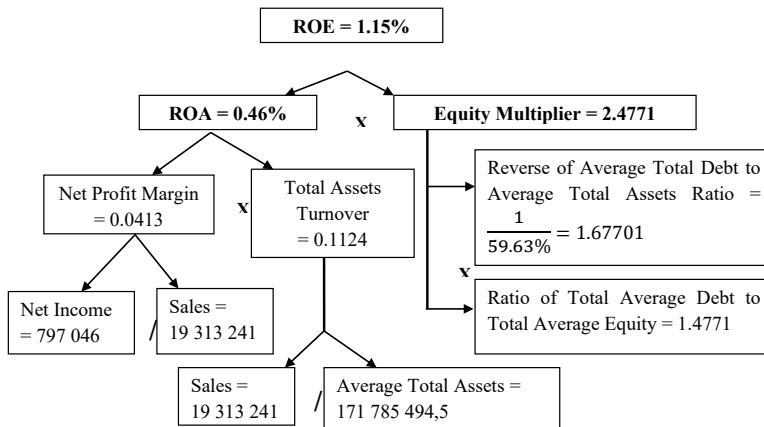 ROE = 1.15%
ROA = 0.46%
x
Equity Multiplier = 2.4771
Net Profit Margin
= 0.0413
x
Total Assets
Turnover
= 0.1124
Reverse of Average Total Debt to
Average Total Assets Ratio =
1
59.63%
= 1.67701
x
Net Income
= 797 046
/
Sales =
19 313 241
Ratio of Total Average Debt to
Total Average Equity = 1.4771
Sales =
19 313 241
/
Average Total Assets =
171 785 494,5